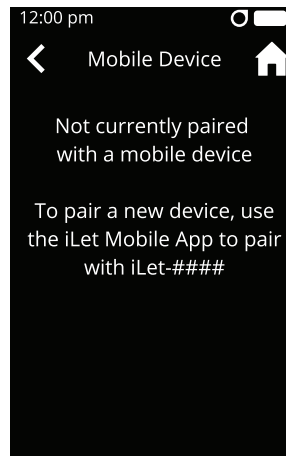 12:00 pm
Mobile Device
Not currently paired
with a mobile device
To pair a new device, use
the iLet Mobile App to pair
with iLet-####